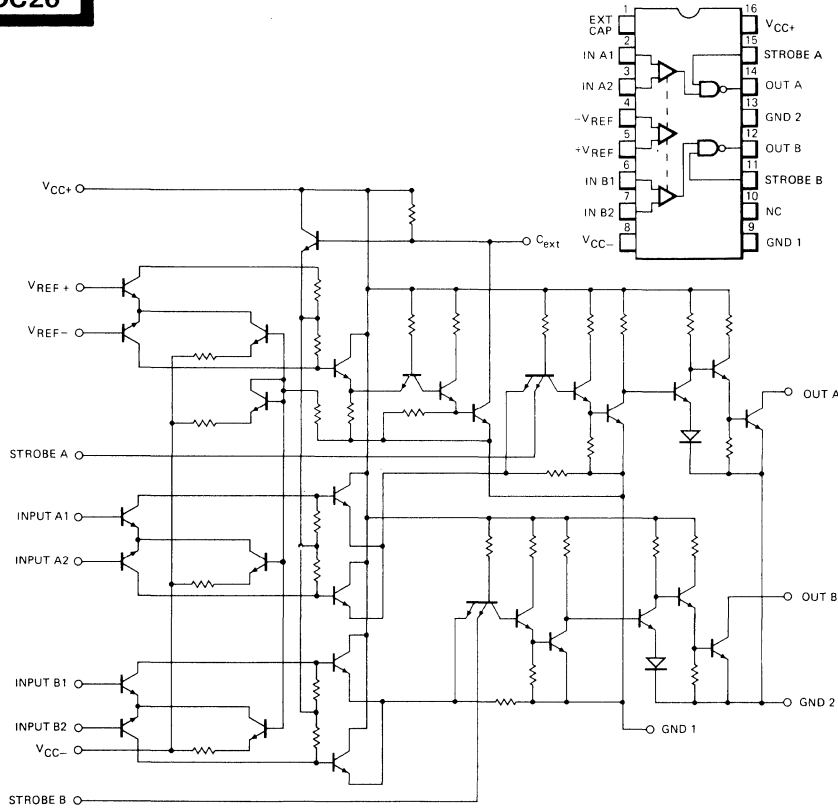 1
EXT
CAP
16
VCC+
2
IN A1
15
STROBE A
3
IN A2
14
OUT A
4
-VREF
13
GND 2
5
+VREF
12
OUT B
6
IN B1
11
STROBE B
7
IN B2
10
NC
8
VCC-
9
GND 1
VCC+
Cext
VREF +
VREF-
OUT A
STROBE A
INPUT A1
INPUT A2
OUT B
INPUT B1
INPUT B2
VCC-
GND 2
GND 1
STROBE B